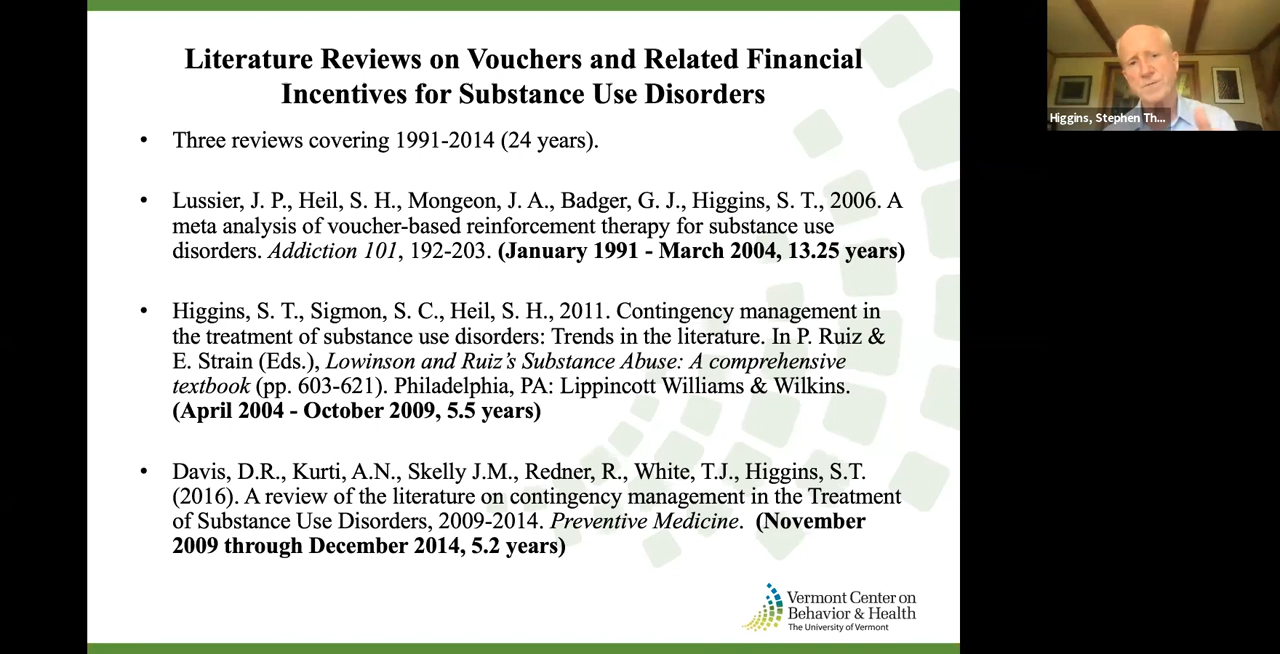 Literature Reviews on Vouchers and Related Financial
Incentives for Substance Use Disorders
• Three reviews covering 1991-2014 (24 years).
• Lussier, J. P., Heil, S. H., Mongeon, J. A., Badger, G. J., Higgins, S. T., 2006. A
meta analysis of voucher-based reinforcement therapy for substance use
disorders. Addiction 101, 192-203. (January 1991 - March 2004, 13.25 years)
• Higgins, S. T., Sigmon, S. C., Heil, S. H., 2011. Contingency management in
the treatment of substance use disorders: Trends in the literature. In P. Ruiz &
E. Strain (Eds.), Lowinson and Ruiz’s Substance Abuse: A comprehensive
textbook (pp. 603-621). Philadelphia, PA: Lippincott Williams & Wilkins.
(April 2004 - October 2009, 5.5 years)
• Davis, D.R., Kurti, A.N., Skelly J.M., Redner, R., White, T.J., Higgins, S.T.
(2016). A review of the literature on contingency management in the Treatment
of Substance Use Disorders, 2009-2014. Preventive Medicine. (November
2009 through December 2014, 5.2 years)
Vermont Center on
Behavior & Health
The University of Vermont
Higgins, Stephen Th...